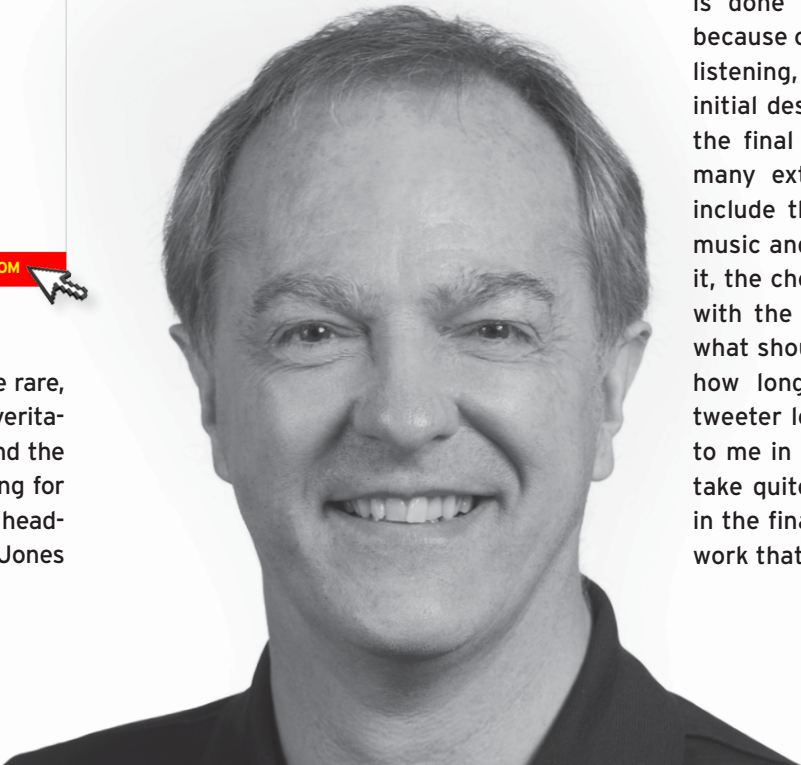 OM
e rare,
verita-
nd the
ng for
head-
Jones
is done
because o
listening,
initial des
the final
many ext
include th
music and
it, the che
with the
what shou
how long
tweeter lo
to me in
take quite
in the fina
work that